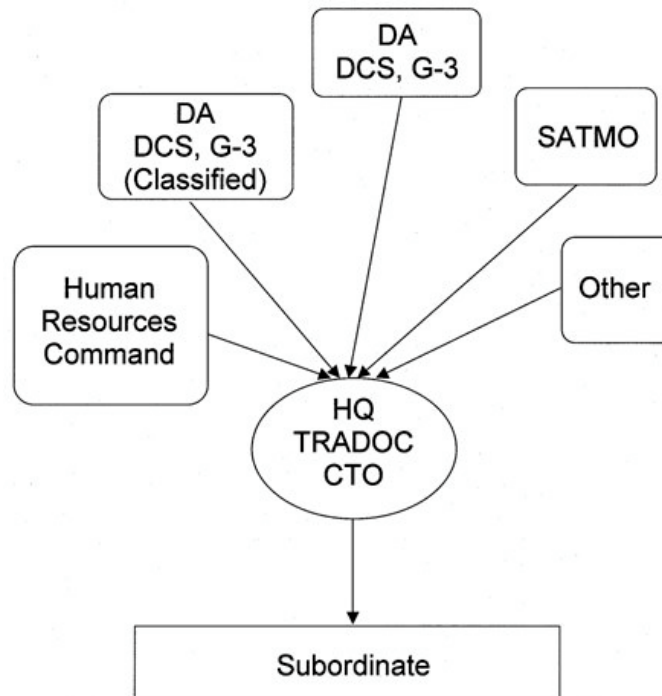 DA
DCS, G-3
DA
DCS, G-3
(Classified)
SATMO
Human
Resources
Command
Other
HQ
TRADOC
CTO
Subordinate